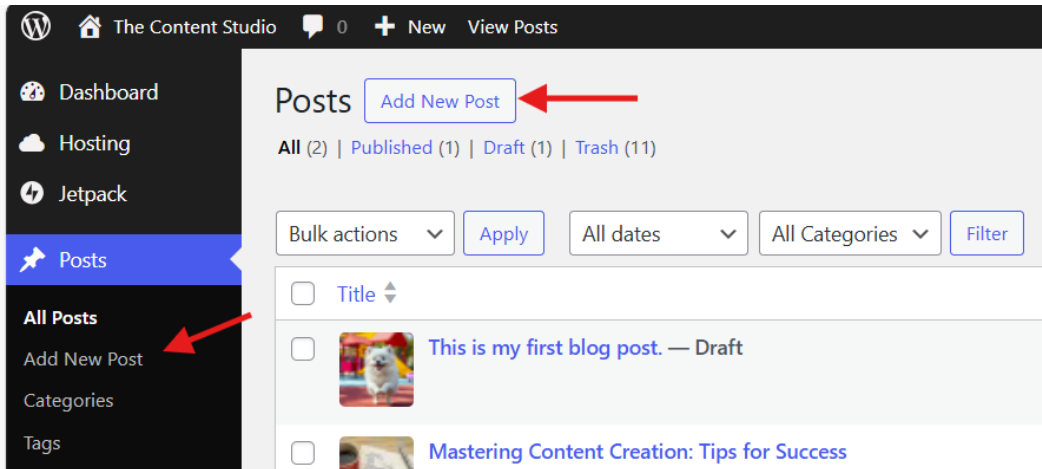 The Content Studio 0 New View Posts
Dashboard
Hosting
Jetpack
Posts
All Posts
Add New Post
Categories
Tags
Posts Add New Post
All (2) | Published (1) | Draft (1) | Trash (11)
Bulk actions Apply All dates All Categories Filter
Title
This is my first blog post. — Draft
Mastering Content Creation: Tips for Success